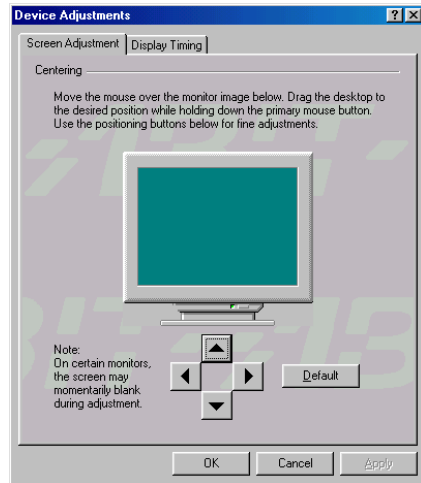 Device Adjustments
Screen Adjustment Display Timing
Centering
Move the mouse over the monitor image below. Drag the desktop to
the desired position while holding down the primary mouse button.
Use the positioning buttons below for fine adjustments.
Note:
On certain monitors,
the screen may
momentarily blank
during adjustment.
Default
OK Cancel Apply